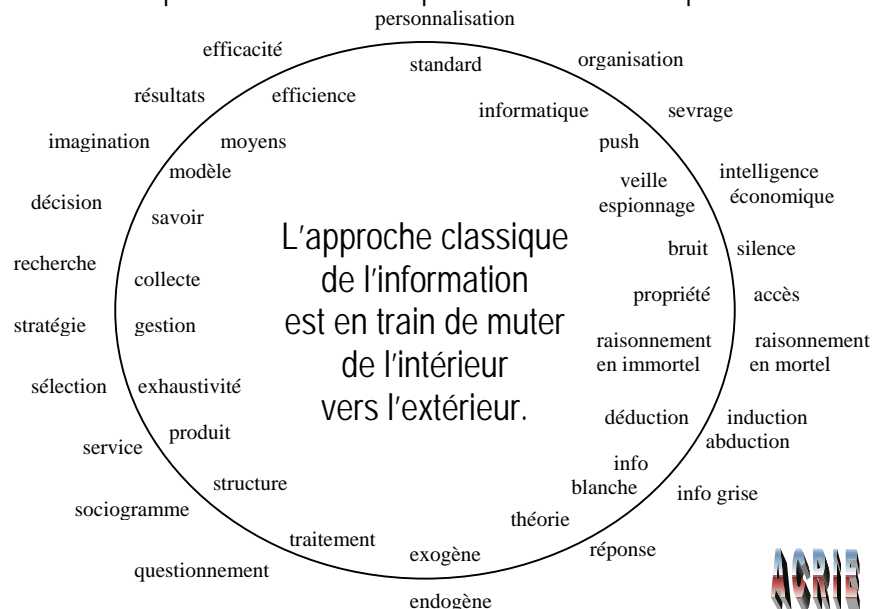 personnalisation
efficacité
standard
organisation
résultats
efficience
informatique
sevrage
imagination
moyens
push
modèle
veille
espionnage
intelligence
économique
décision
savoir
L'approche classique
de l'information
est en train de muter
de l'intérieur
vers l'extérieur.
bruit
silence
recherche
collecte
propriété
accès
stratégie
gestion
raisonnement
en immortel
raisonnement
en mortel
sélection
exhaustivité
déduction
induction
abduction
service
produit
info
blanche
info grise
structure
sociogramme
théorie
traitement
exogène
réponse
questionnement
endogène
ACRIE